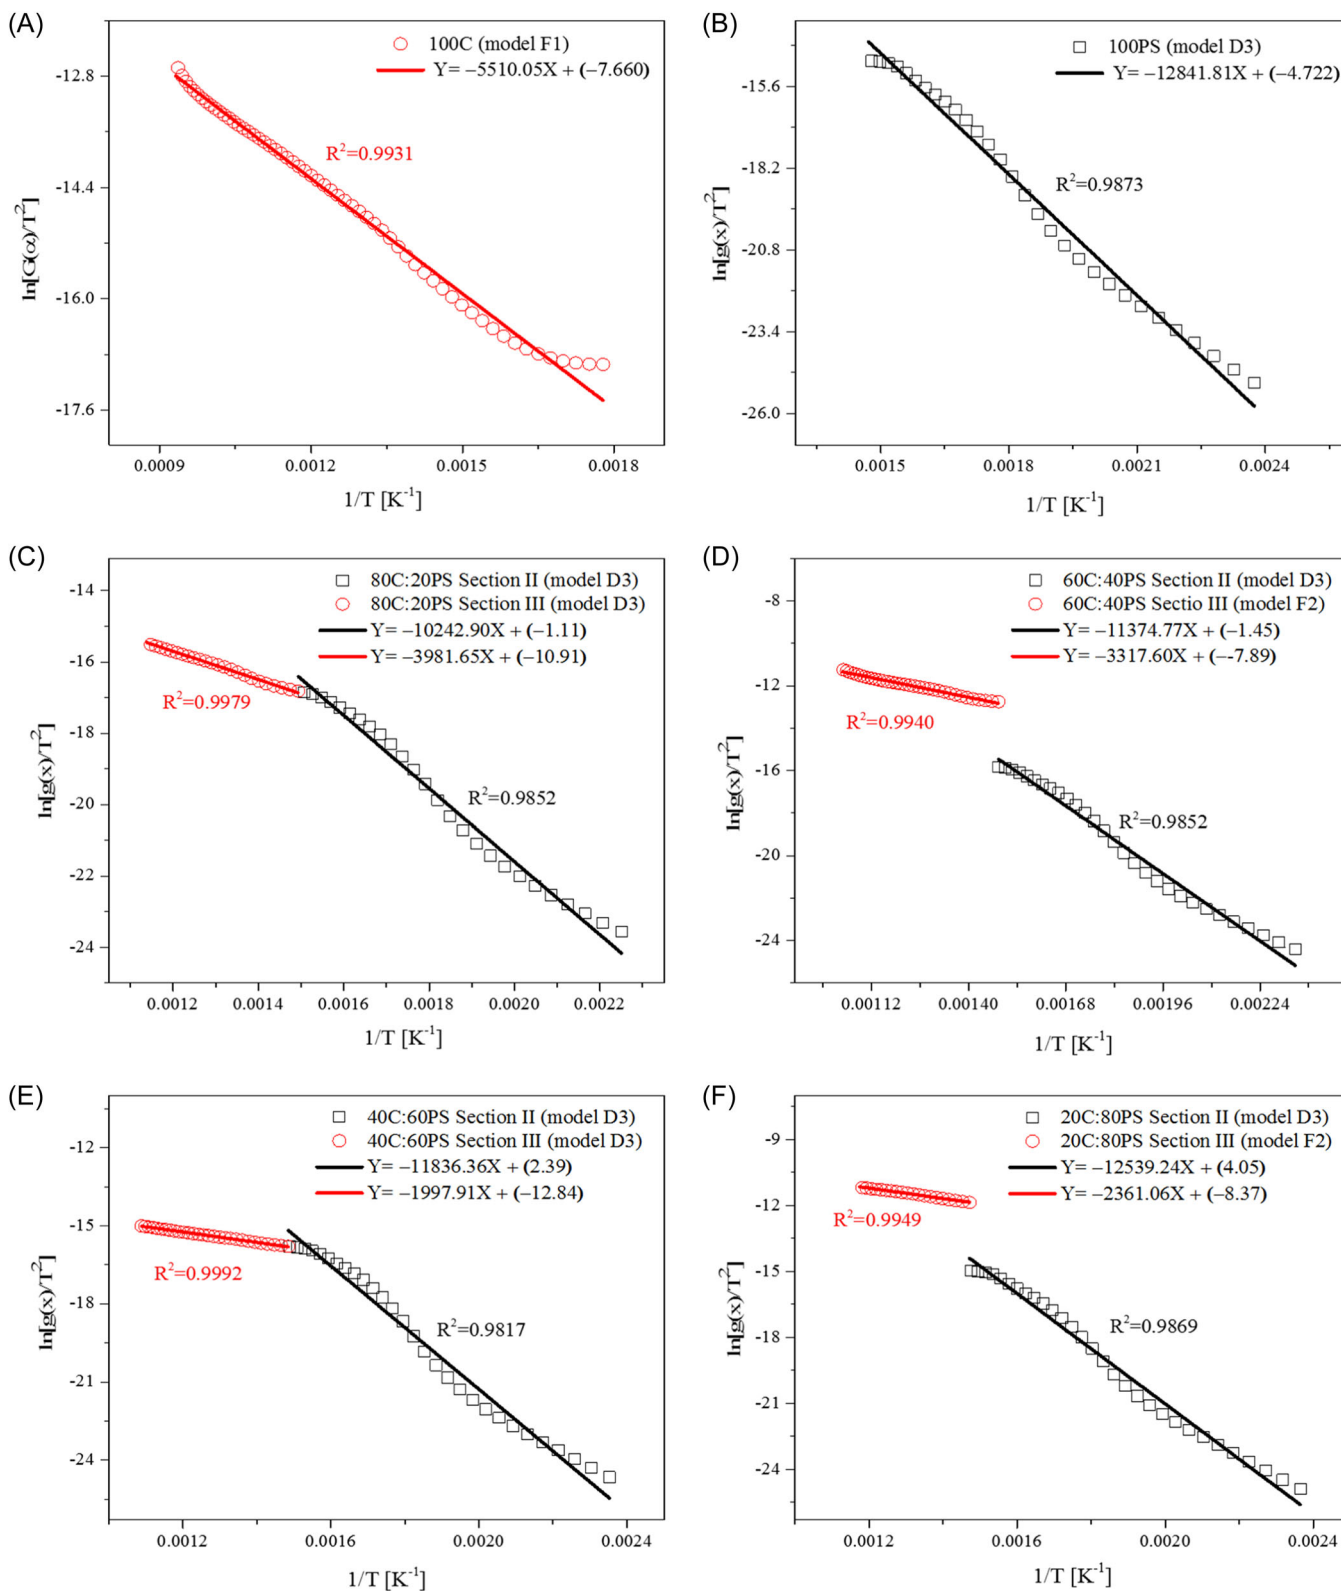 (A)
100C (model F1)
Y= −5510.05X + (−7.660)
R²=0.9931
ln[G(α)/T²]
-12.8
-14.4
-16.0
-17.6
0.0009 0.0012 0.0015 0.0018
1/T [K⁻¹]
(B)
100PS (model D3)
Y= −12841.81X + (−4.722)
R²=0.9873
ln[g(x)/T²]
-15.6
-18.2
-20.8
-23.4
-26.0
0.0015 0.0018 0.0021 0.0024
1/T [K⁻¹]
(C)
80C:20PS Section II (model D3)
80C:20PS Section III (model D3)
Y= −10242.90X + (−1.11)
Y= −3981.65X + (−10.91)
R²=0.9979
R²=0.9852
ln[g(x)/T²]
-14
-16
-18
-20
-22
-24
0.0012 0.0014 0.0016 0.0018 0.0020 0.0022
1/T [K⁻¹]
(D)
60C:40PS Section II (model D3)
60C:40PS Sectio III (model F2)
Y= −11374.77X + (−1.45)
Y= −3317.60X + (−-7.89)
R²=0.9940
R²=0.9852
ln[g(x)/T²]
-8
-12
-16
-20
-24
0.00112 0.00140 0.00168 0.00196 0.00224
1/T [K⁻¹]
(E)
40C:60PS Section II (model D3)
40C:60PS Section III (model D3)
Y= −11836.36X + (2.39)
Y= −1997.91X + (−12.84)
R²=0.9992
R²=0.9817
ln[g(x)/T²]
-12
-15
-18
-21
-24
0.0012 0.0016 0.0020 0.0024
1/T [K⁻¹]
(F)
20C:80PS Section II (model D3)
20C:80PS Section III (model F2)
Y= −12539.24X + (4.05)
Y= −2361.06X + (−8.37)
R²=0.9949
R²=0.9869
ln[g(x)/T²]
-9
-12
-15
-18
-21
-24
0.0012 0.0016 0.0020 0.0024
1/T [K⁻¹]